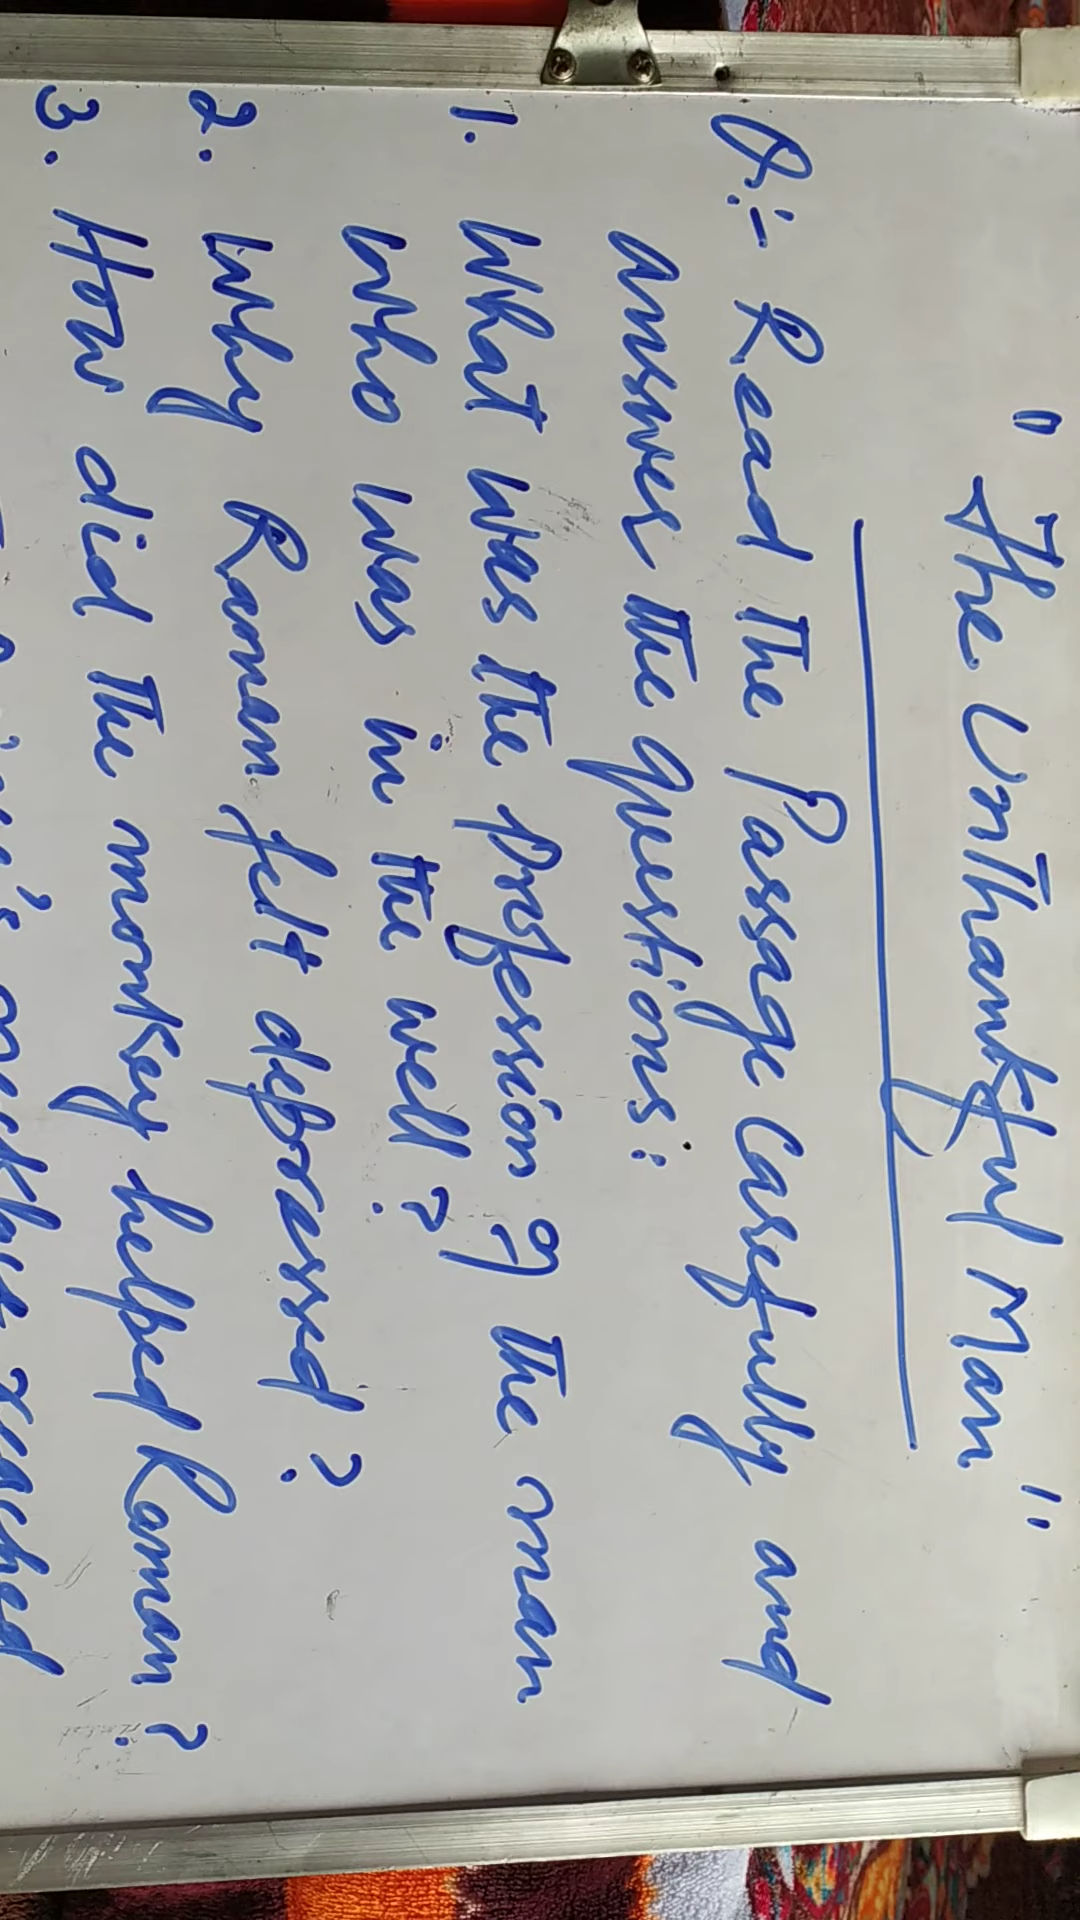 " The UnThankful Man "
Q:- Read The Passage Carefully and
answer the questions:
1. What was the profession of the man
who was in the well?
2. Why Raman felt depressed?
3. How did the monkey helped Raman?
reached